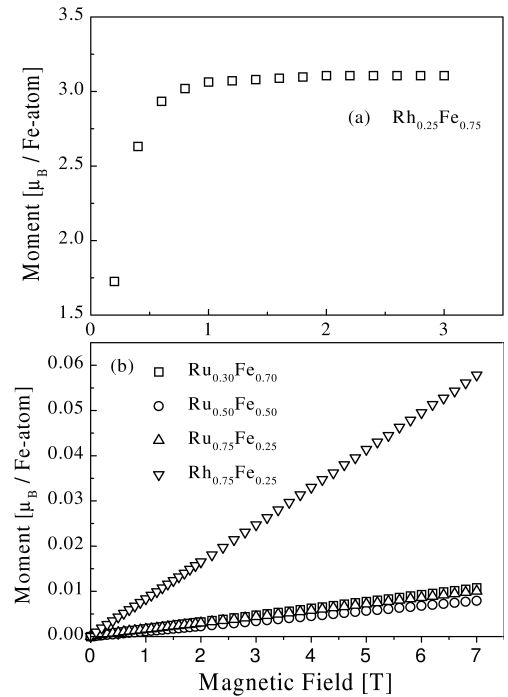 3.5
3.0
2.5
2.0
1.5
Moment [μB / Fe-atom]
(a) Rh0.25Fe0.75
0 1 2 3
0.06
0.05
0.04
0.03
0.02
0.01
0.00
Moment [μB / Fe-atom]
(b)
Ru0.30Fe0.70
Ru0.50Fe0.50
Ru0.75Fe0.25
Rh0.75Fe0.25
0 1 2 3 4 5 6 7
Magnetic Field [T]